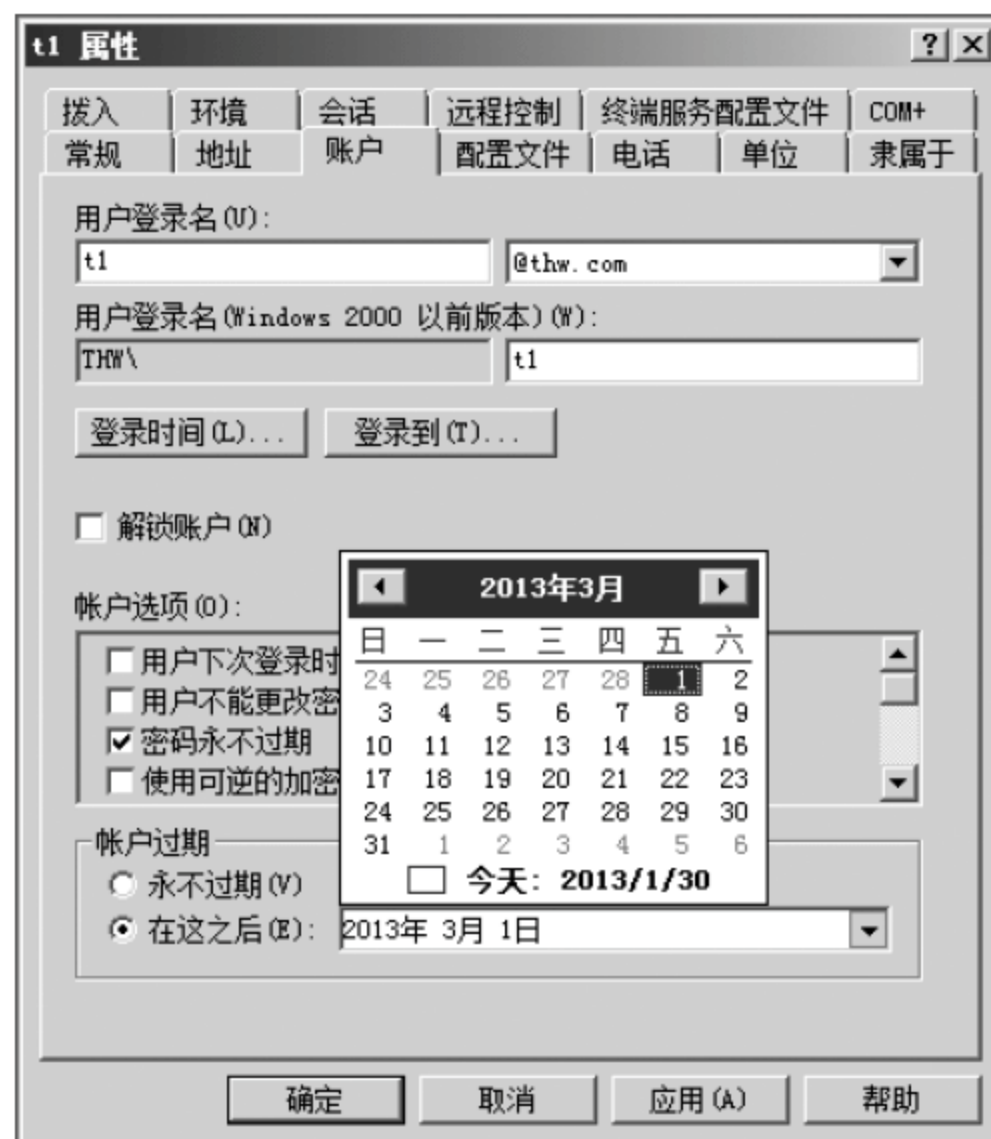 t1 属性
拨入 环境 会话 远程控制 终端服务配置文件 COM+
常规 地址 账户 配置文件 电话 单位 隶属于
用户登录名(U):
t1 @thw.com
用户登录名(Windows 2000 以前版本)(W):
THW\ t1
登录时间(L)... 登录到(T)...
解锁账户(N)
帐户选项(O):
用户下次登录时
用户不能更改密
密码永不过期
使用可逆的加密
2013年3月
日 一 二 三 四 五 六
24 25 26 27 28 1 2
3 4 5 6 7 8 9
10 11 12 13 14 15 16
17 18 19 20 21 22 23
24 25 26 27 28 29 30
31 1 2 3 4 5 6
今天: 2013/1/30
帐户过期
永不过期(V)
在这之后(E): 2013年 3月 1日
确定 取消 应用(A) 帮助